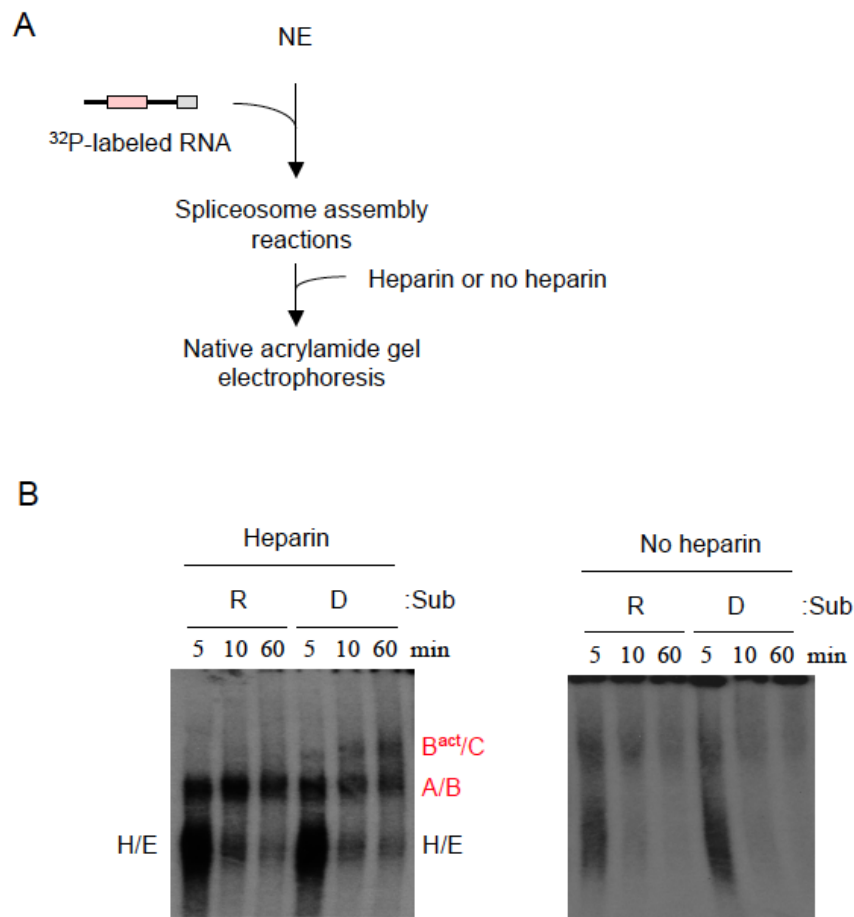 A
NE
³²P-labeled RNA
Spliceosome assembly
reactions
Heparin or no heparin
Native acrylamide gel
electrophoresis
B
Heparin
R D :Sub
5 10 60 5 10 60 min
Bᵃᶜᵗ/C
A/B
H/E H/E
No heparin
R D :Sub
5 10 60 5 10 60 min